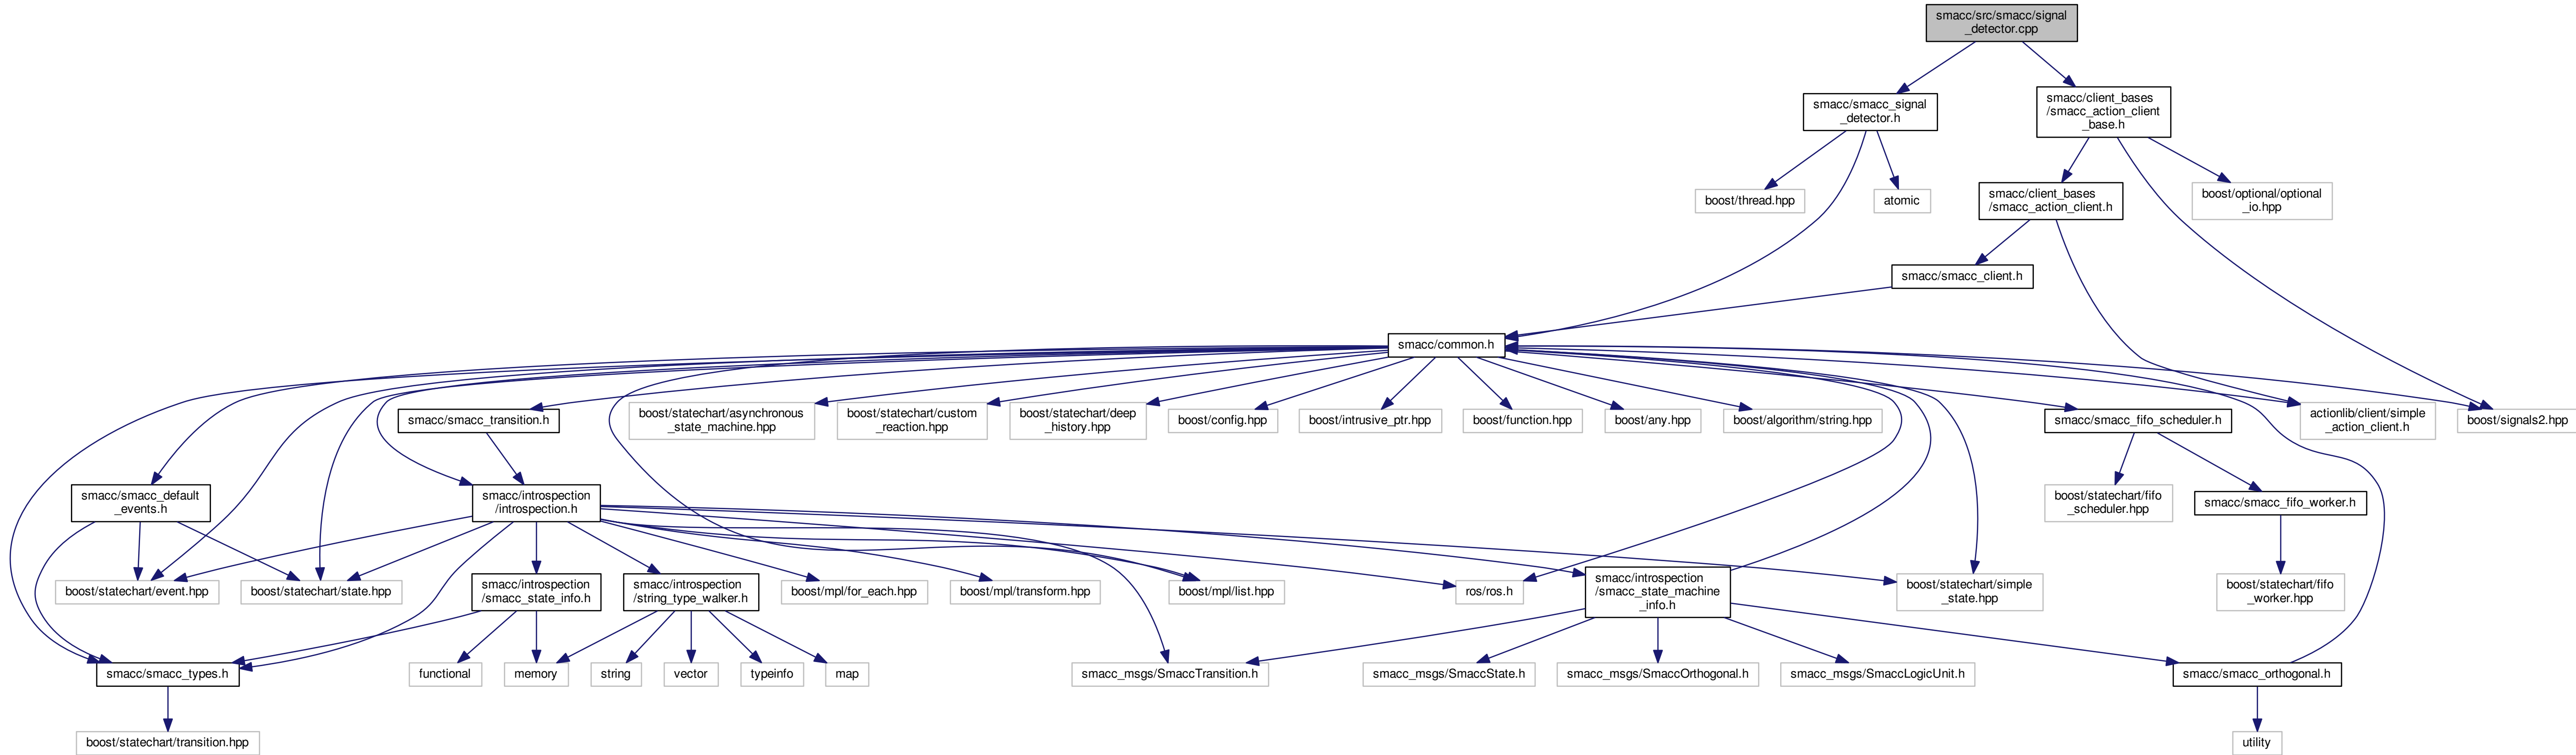 smacc/src/smacc/signal
_detector.cpp
smacc/smacc_signal
_detector.h
smacc/client_bases
/smacc_action_client
_base.h
boost/thread.hpp
atomic
smacc/client_bases
/smacc_action_client.h
boost/optional/optional
_io.hpp
smacc/smacc_client.h
smacc/common.h
smacc/smacc_transition.h
boost/statechart/asynchronous
_state_machine.hpp
boost/statechart/custom
_reaction.hpp
boost/statechart/deep
_history.hpp
boost/config.hpp
boost/intrusive_ptr.hpp
boost/function.hpp
boost/any.hpp
boost/algorithm/string.hpp
smacc/smacc_fifo_scheduler.h
actionlib/client/simple
_action_client.h
boost/signals2.hpp
smacc/smacc_default
_events.h
smacc/introspection
/introspection.h
boost/statechart/fifo
_scheduler.hpp
smacc/smacc_fifo_worker.h
boost/statechart/event.hpp
boost/statechart/state.hpp
smacc/introspection
/smacc_state_info.h
smacc/introspection
/string_type_walker.h
boost/mpl/for_each.hpp
boost/mpl/transform.hpp
boost/mpl/list.hpp
ros/ros.h
smacc/introspection
/smacc_state_machine
_info.h
boost/statechart/simple
_state.hpp
boost/statechart/fifo
_worker.hpp
smacc/smacc_types.h
functional
memory
string
vector
typeinfo
map
smacc_msgs/SmaccTransition.h
smacc_msgs/SmaccState.h
smacc_msgs/SmaccOrthogonal.h
smacc_msgs/SmaccLogicUnit.h
smacc/smacc_orthogonal.h
boost/statechart/transition.hpp
utility